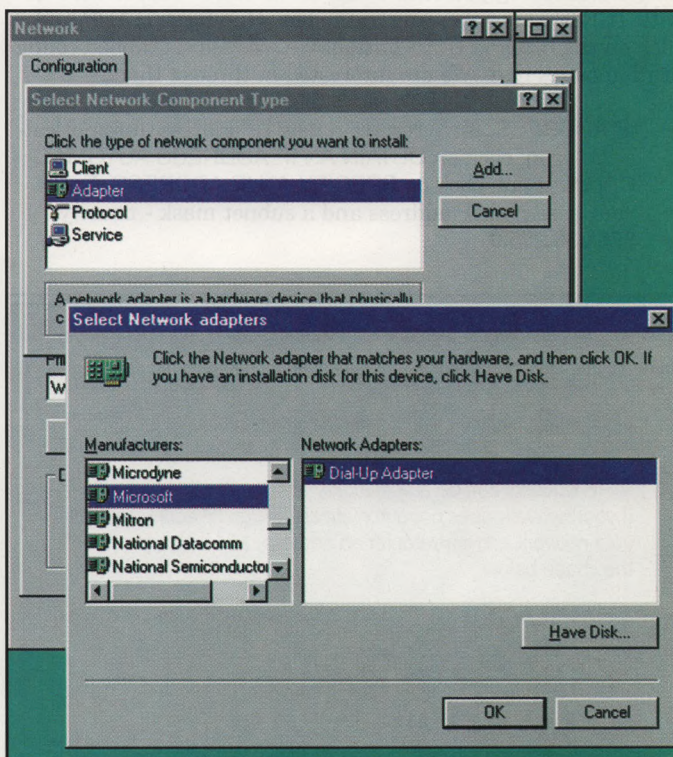 Network
Configuration
Select Network Component Type
Click the type of network component you want to install:
Client
Adapter
Protocol
Service
Add...
Cancel
A network adapter is a hardware device that physically
c
Select Network adapters
Click the Network adapter that matches your hardware, and then click OK. If
you have an installation disk for this device, click Have Disk.
W
Manufacturers:
Microdyne
Microsoft
Mitron
National Datacomm
National Semiconductor
Network Adapters:
Dial-Up Adapter
Have Disk...
OK
Cancel